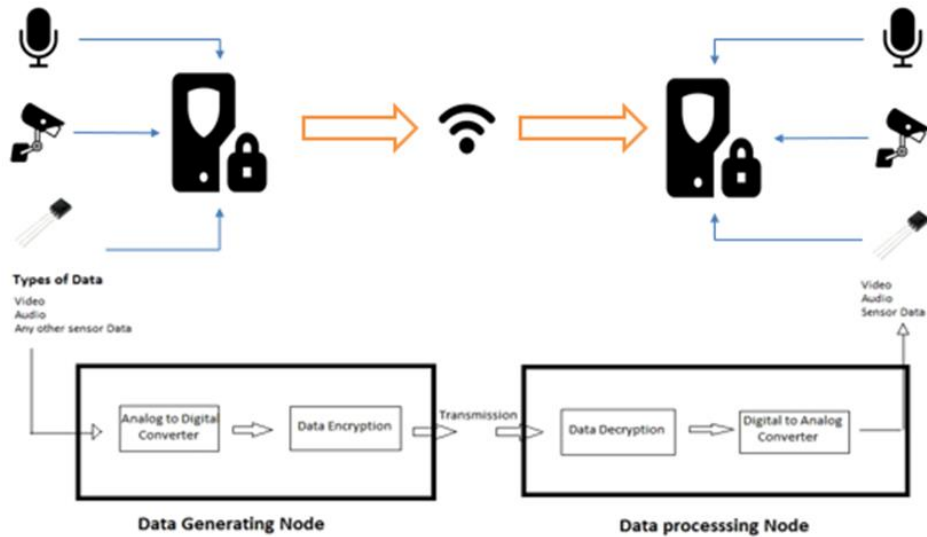 Types of Data
Video
Audio
Any other sensor Data
Video
Audio
Sensor Data
Analog to Digital
Converter
Data Encryption
Transmission
Data Decryption
Digital to Analog
Converter
Data Generating Node
Data processsing Node